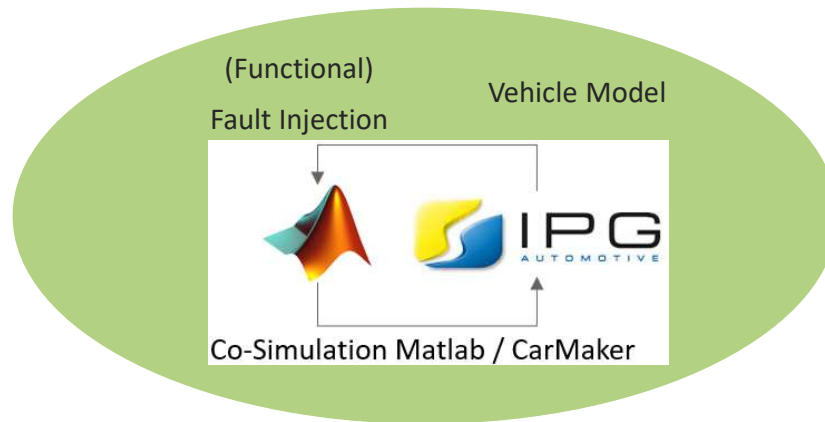 (Functional)
Fault Injection
Vehicle Model
IPG
AUTOMOTIVE
Co-Simulation Matlab / CarMaker